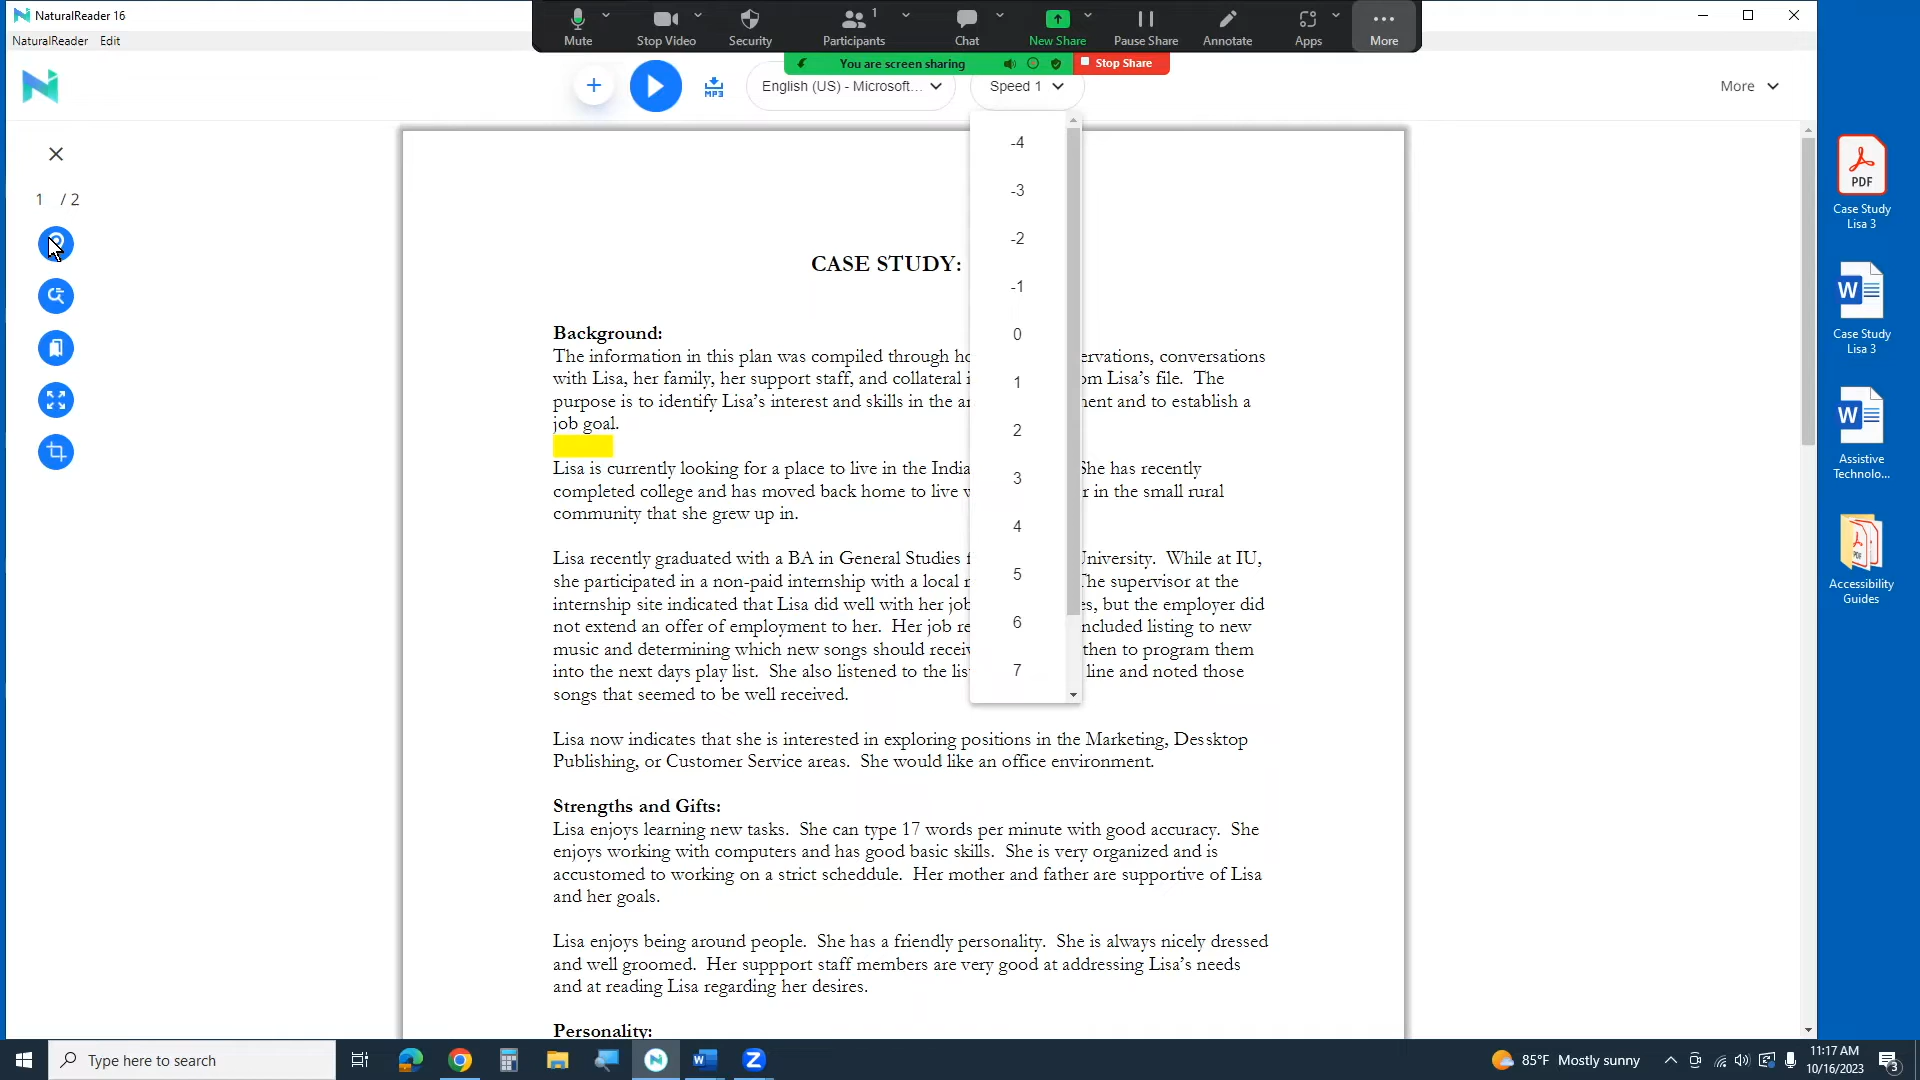 NaturalReader 16
NaturalReader Edit
Mute
Stop Video
Security
Participants
1
Chat
New Share
Pause Share
Annotate
Apps
More
You are screen sharing
Stop Share
MP3
English (US) - Microsoft...
Speed 1
More
1 / 2
-4
-3
-2
-1
0
1
2
3
4
5
6
7
CASE STUDY:
Background:
The information in this plan was compiled through ho ervations, conversations
with Lisa, her family, her support staff, and collateral i om Lisa's file. The
purpose is to identify Lisa's interest and skills in the ar nent and to establish a
job goal.
Lisa is currently looking for a place to live in the India She has recently
completed college and has moved back home to live w r in the small rural
community that she grew up in.
Lisa recently graduated with a BA in General Studies f University. While at IU,
she participated in a non-paid internship with a local r The supervisor at the
internship site indicated that Lisa did well with her job es, but the employer did
not extend an offer of employment to her. Her job re ncluded listing to new
music and determining which new songs should receiv then to program them
into the next days play list. She also listened to the lis line and noted those
songs that seemed to be well received.
Lisa now indicates that she is interested in exploring positions in the Marketing, Dessktop
Publishing, or Customer Service areas. She would like an office environment.
Strengths and Gifts:
Lisa enjoys learning new tasks. She can type 17 words per minute with good accuracy. She
enjoys working with computers and has good basic skills. She is very organized and is
accustomed to working on a strict scheddule. Her mother and father are supportive of Lisa
and her goals.
Lisa enjoys being around people. She has a friendly personality. She is always nicely dressed
and well groomed. Her suppport staff members are very good at addressing Lisa's needs
and at reading Lisa regarding her desires.
Personality:
PDF
Case Study
Lisa 3
Case Study
Lisa 3
Assistive
Technolo...
Accessibility
Guides
Type here to search
85°F Mostly sunny
11:17 AM
10/16/2023
3